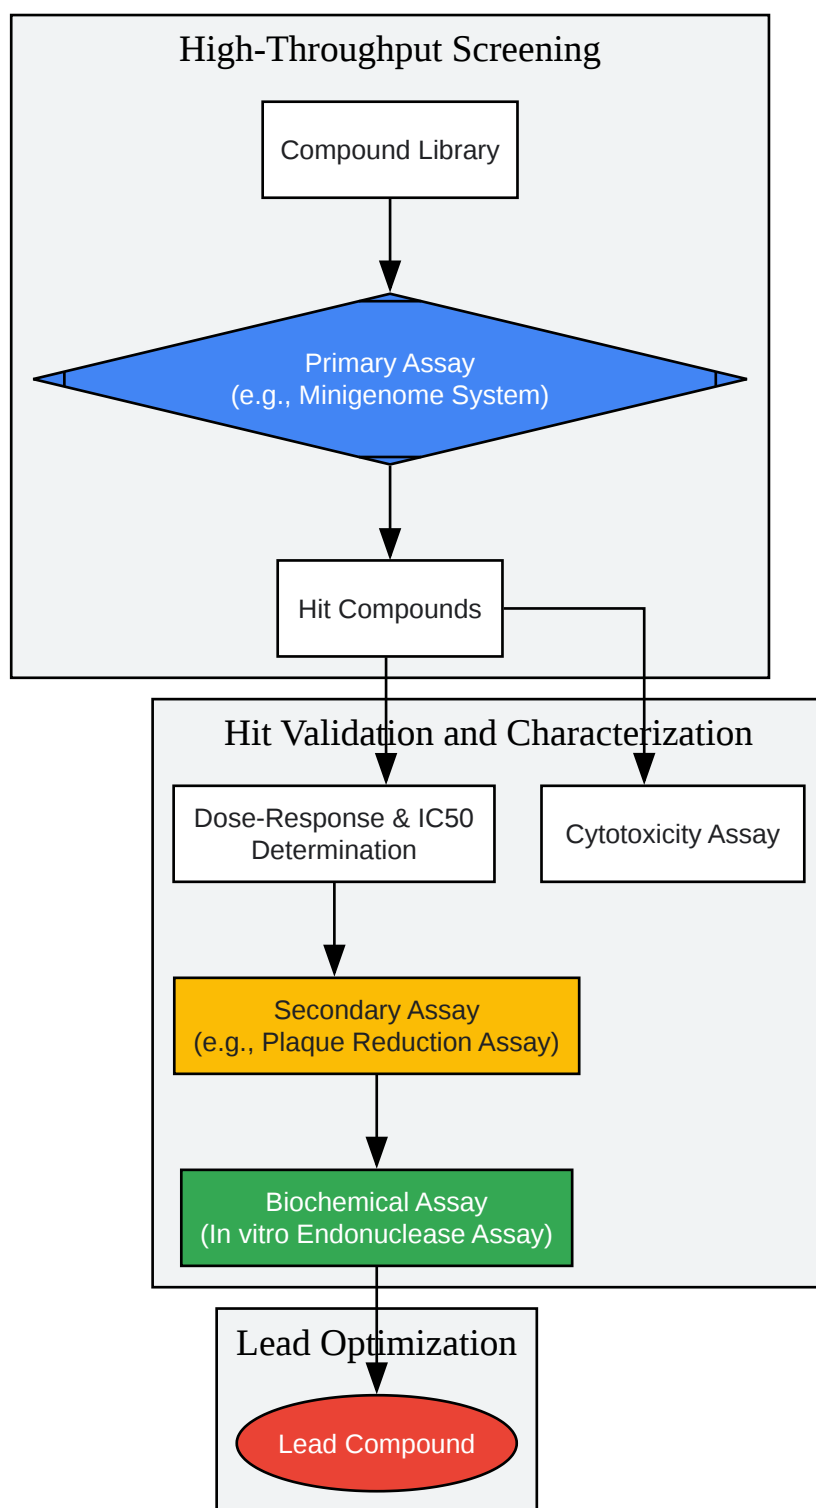 High-Throughput Screening
Compound Library
Primary Assay
(e.g., Minigenome System)
Hit Compounds
Hit Validation and Characterization
Dose-Response & IC50
Determination
Cytotoxicity Assay
Secondary Assay
(e.g., Plaque Reduction Assay)
Biochemical Assay
(In vitro Endonuclease Assay)
Lead Optimization
Lead Compound